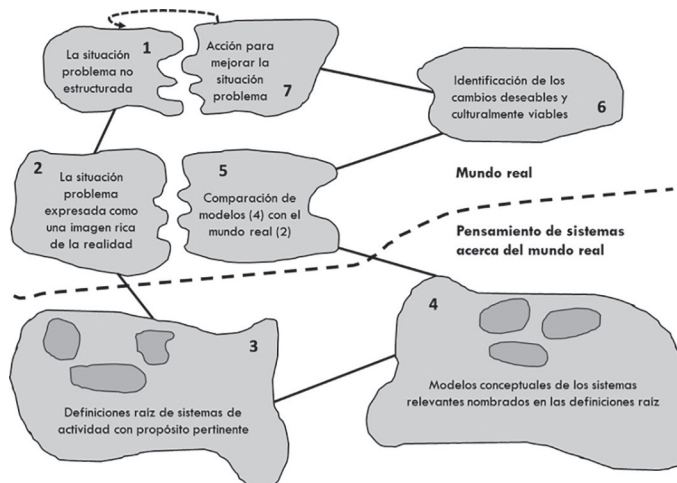 1
La situación
problema no
estructurada
Acción para
mejorar la
situación
problema
7
Identificación de los
cambios deseables y
culturalmente viables
6
2
La situación
problema
expresada como
una imagen rica
de la realidad
5
Comparación de
modelos (4) con el
mundo real (2)
Mundo real
Pensamiento de sistemas
acerca del mundo real
3
Definiciones raíz de sistemas de
actividad con propósito pertinente
4
Modelos conceptuales de los sistemas
relevantes nombrados en las definiciones raíz